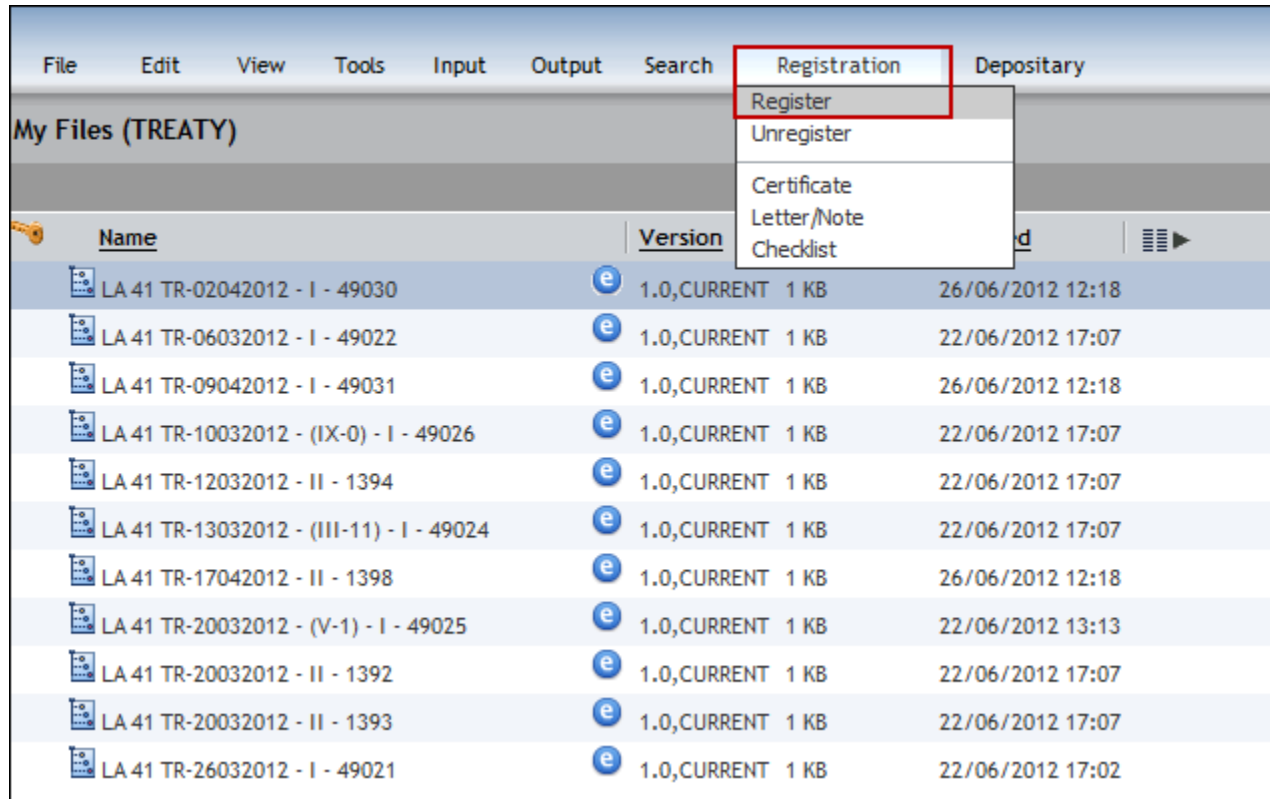 File Edit View Tools Input Output Search Registration Depositary
Register
My Files (TREATY)
Unregister
Certificate
Letter/Note
Checklist
Name Version d
LA 41 TR-02042012 - I - 49030 e 1.0,CURRENT 1 KB 26/06/2012 12:18
LA 41 TR-06032012 - I - 49022 e 1.0,CURRENT 1 KB 22/06/2012 17:07
LA 41 TR-09042012 - I - 49031 e 1.0,CURRENT 1 KB 26/06/2012 12:18
LA 41 TR-10032012 - (IX-0) - I - 49026 e 1.0,CURRENT 1 KB 22/06/2012 17:07
LA 41 TR-12032012 - II - 1394 e 1.0,CURRENT 1 KB 22/06/2012 17:07
LA 41 TR-13032012 - (III-11) - I - 49024 e 1.0,CURRENT 1 KB 22/06/2012 17:07
LA 41 TR-17042012 - II - 1398 e 1.0,CURRENT 1 KB 26/06/2012 12:18
LA 41 TR-20032012 - (V-1) - I - 49025 e 1.0,CURRENT 1 KB 22/06/2012 13:13
LA 41 TR-20032012 - II - 1392 e 1.0,CURRENT 1 KB 22/06/2012 17:07
LA 41 TR-20032012 - II - 1393 e 1.0,CURRENT 1 KB 22/06/2012 17:07
LA 41 TR-26032012 - I - 49021 e 1.0,CURRENT 1 KB 22/06/2012 17:02